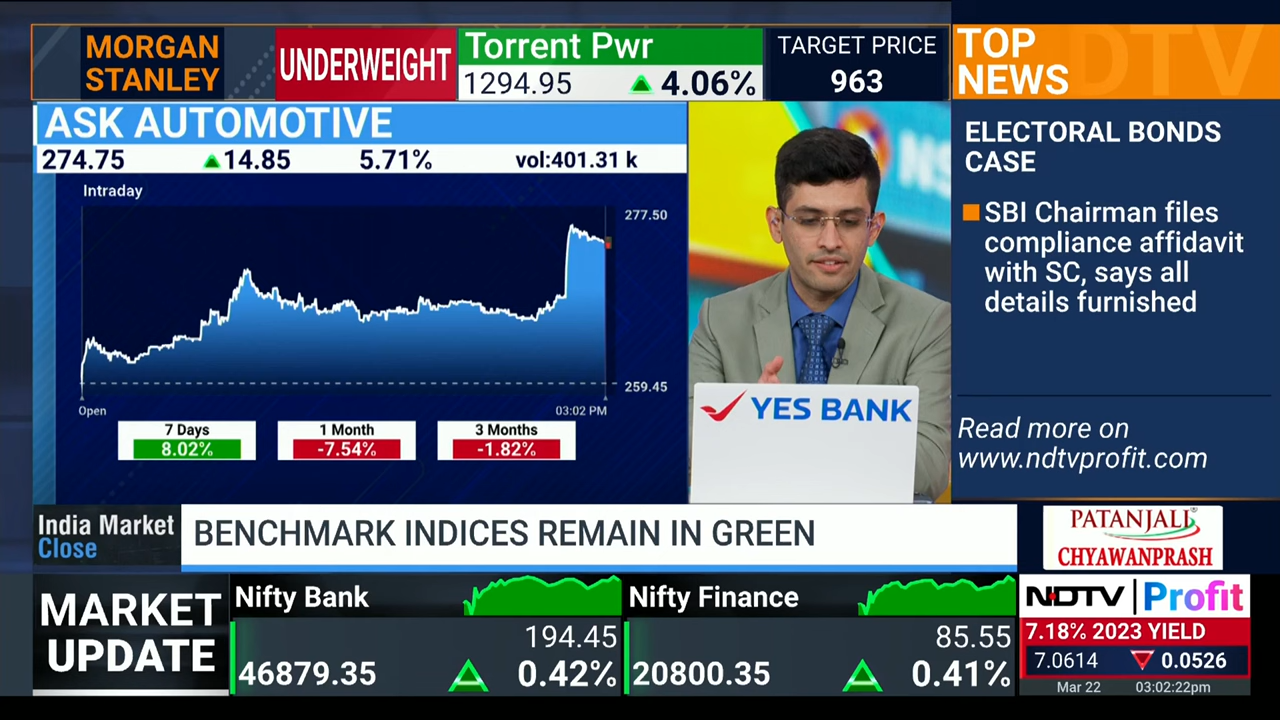 MORGAN
STANLEY
UNDERWEIGHT
Torrent Pwr
1294.95 4.06%
TARGET PRICE
963
TOP
NEWS
ASK AUTOMOTIVE
274.75 14.85 5.71% vol:401.31 k
Intraday
277.50
259.45
Open 03:02 PM
7 Days
8.02%
1 Month
-7.54%
3 Months
-1.82%
YES BANK
ELECTORAL BONDS
CASE
SBI Chairman files
compliance affidavit
with SC, says all
details furnished
Read more on
www.ndtvprofit.com
India Market
Close
BENCHMARK INDICES REMAIN IN GREEN
PATANJALI
CHYAWANPRASH
MARKET
UPDATE
Nifty Bank
194.45
46879.35 0.42%
Nifty Finance
85.55
20800.35 0.41%
NDTV Profit
7.18% 2023 YIELD
7.0614 0.0526
Mar 22 03:02:22pm